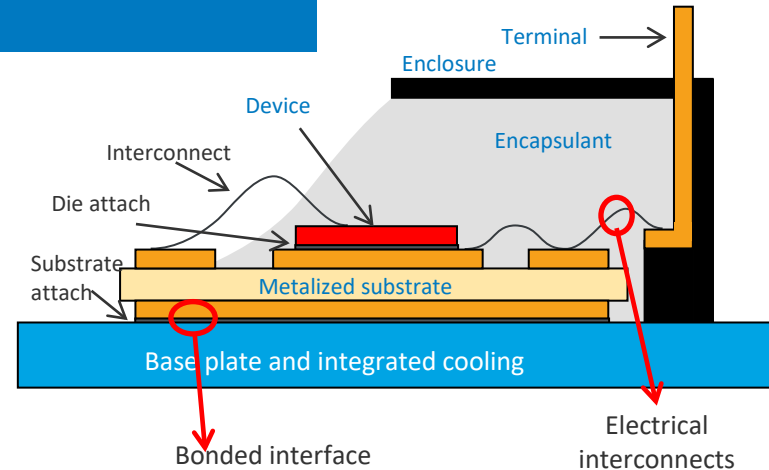 Terminal
Enclosure
Device
Encapsulant
Interconnect
Die attach
Substrate
attach
Metalized substrate
Base plate and integrated cooling
Electrical
interconnects
Bonded interface